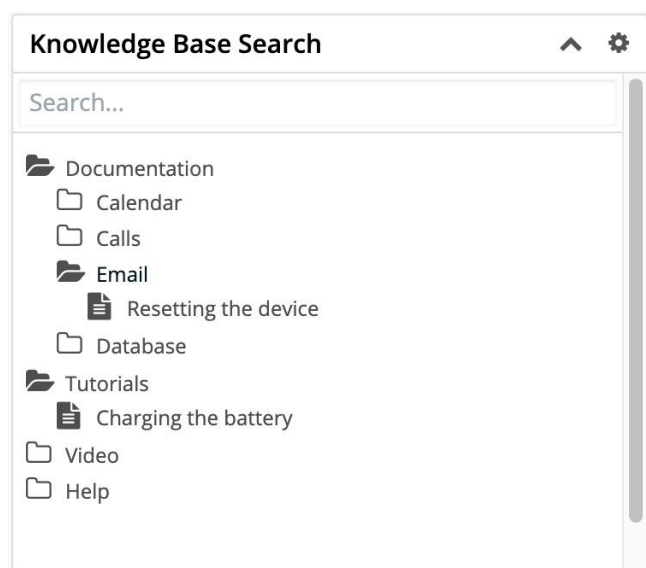 Knowledge Base Search
Search...
Documentation
Calendar
Calls
Email
Resetting the device
Database
Tutorials
Charging the battery
Video
Help